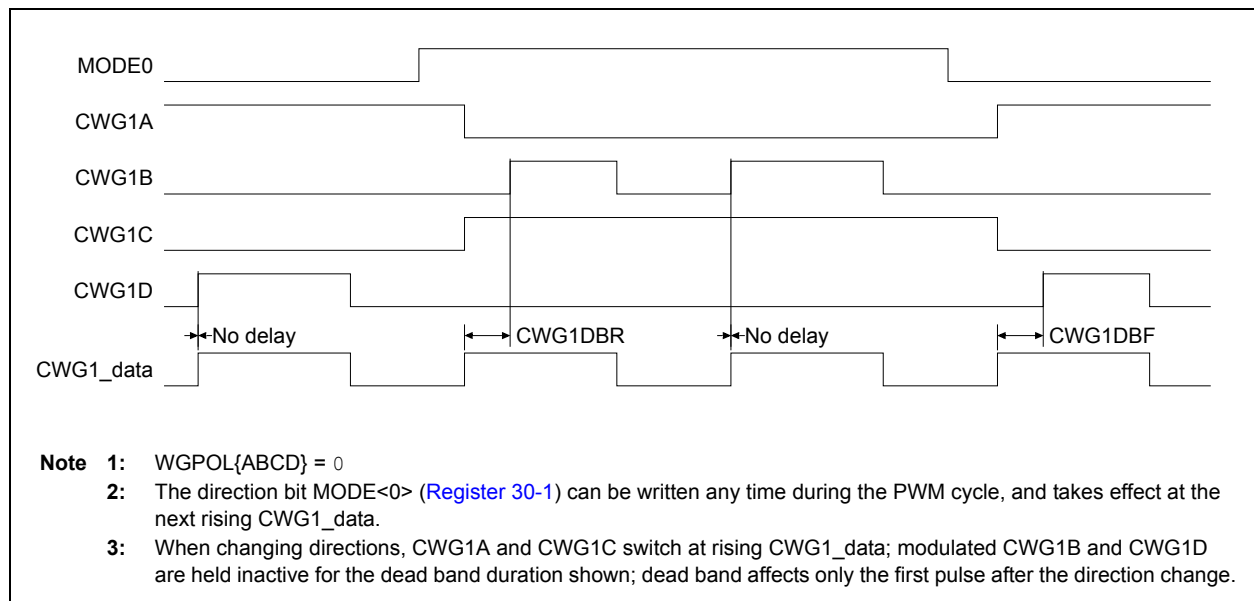 MODE0
CWG1A
CWG1B
CWG1C
CWG1D
No delay CWG1DBR No delay CWG1DBF
CWG1_data
Note 1: WGPOL{ABCD} = 0
2: The direction bit MODE<0> (Register 30-1) can be written any time during the PWM cycle, and takes effect at the
next rising CWG1_data.
3: When changing directions, CWG1A and CWG1C switch at rising CWG1_data; modulated CWG1B and CWG1D
are held inactive for the dead band duration shown; dead band affects only the first pulse after the direction change.